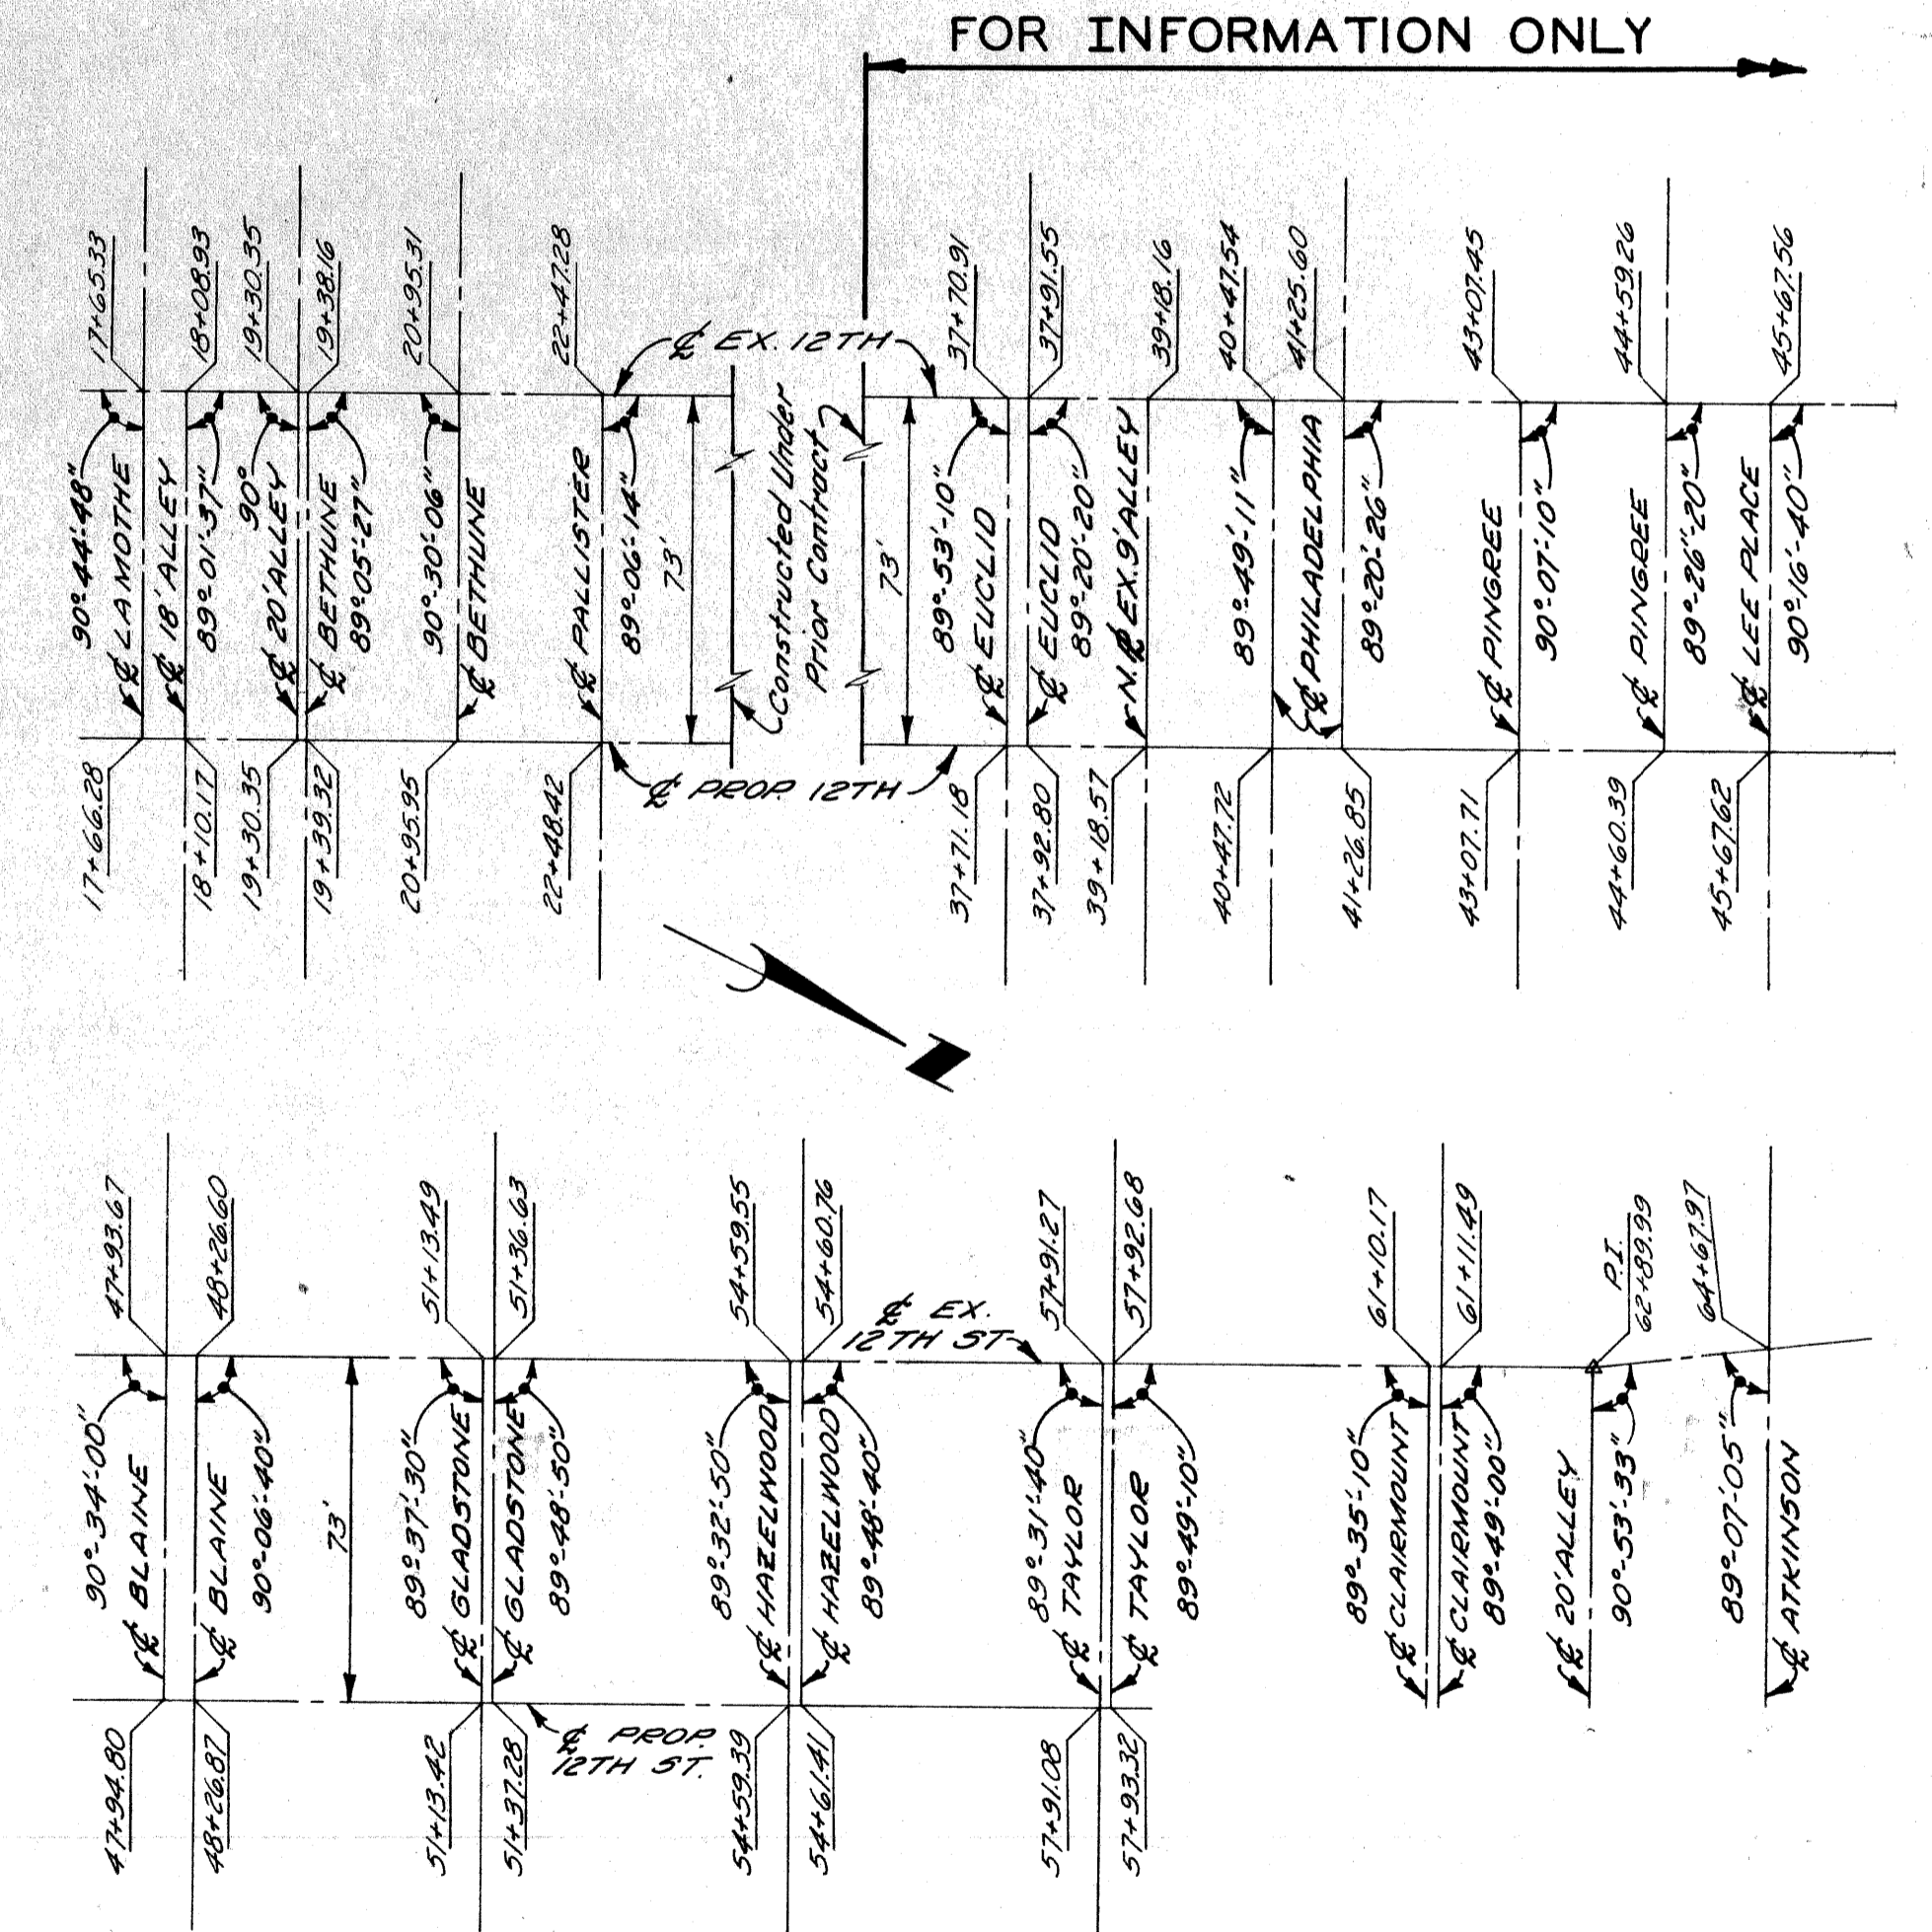 FOR INFORMATION ONLY
17+65.33
18+08.93
19+30.35
19+38.16
20+95.31
22+47.28
37+70.91
37+91.55
39+18.16
40+47.54
41+25.60
43+07.45
44+59.26
45+67.56
℄ EX. 12TH
90°-44'-48"
℄ LAMOTHE
℄ 18' ALLEY
89°-01'-37"
90°
℄ 20' ALLEY
℄ BETHUNE
89°-05'-27"
90°-30'-06"
℄ BETHUNE
℄ PALLISTER
89°-06'-14"
73'
Constructed Under
Prior Contract
73'
89°-53'-10"
℄ EUCLID
℄ EUCLID
89°-20'-20"
N.℄ EX. 9' ALLEY
89°-49'-11"
℄ PHILADELPHIA
89°-20'-26"
℄ PINGREE
90°-07'-10"
℄ PINGREE
89°-26'-20"
℄ LEE PLACE
90°-16'-40"
℄ PROP. 12TH
17+66.28
18+10.17
19+30.35
19+39.32
20+95.95
22+48.42
37+71.18
37+92.80
39+18.57
40+47.72
41+26.85
43+07.71
44+60.39
45+67.62
47+93.67
48+26.60
51+13.49
51+36.63
54+59.55
54+60.76
57+91.27
57+92.68
61+10.17
61+11.49
P.I.
62+89.99
64+67.97
℄ EX.
12TH ST
90°-34'-00"
℄ BLAINE
℄ BLAINE
90°-06'-40"
73'
89°-37'-30"
℄ GLADSTONE
℄ GLADSTONE
89°-48'-50"
89°-32'-50"
℄ HAZELWOOD
℄ HAZELWOOD
89°-48'-40"
89°-31'-40"
℄ TAYLOR
℄ TAYLOR
89°-49'-10"
89°-35'-10"
℄ CLAIRMOUNT
℄ CLAIRMOUNT
89°-49'-00"
℄ 20' ALLEY
90°-53'-33"
89°-07'-05"
℄ ATKINSON
℄ PROP.
12TH ST.
47+94.80
48+26.87
51+13.42
51+37.28
54+59.39
54+61.41
57+91.08
57+93.32